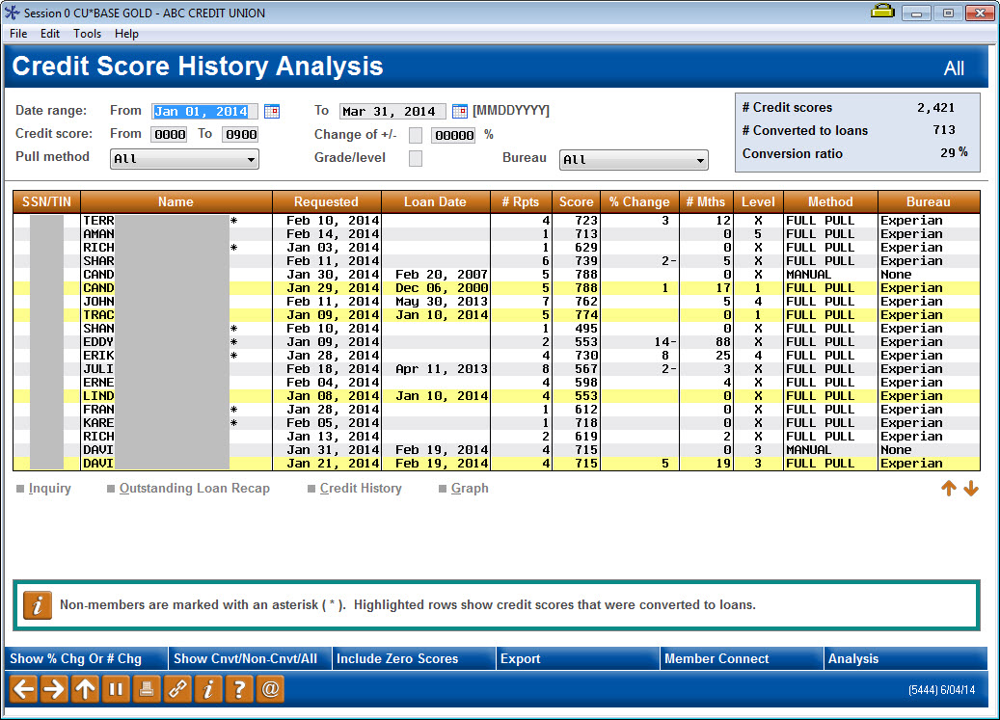 Session 0 CU*BASE GOLD - ABC CREDIT UNION
File Edit Tools Help
Credit Score History Analysis All
Date range: From Jan 01, 2014 To Mar 31, 2014 [MMDDYYYY]
Credit score: From 0000 To 0900 Change of +/- 00000 %
Pull method All Grade/level Bureau All
# Credit scores 2,421
# Converted to loans 713
Conversion ratio 29 %
SSN/TIN Name Requested Loan Date # Rpts Score % Change # Mths Level Method Bureau
TERR * Feb 10, 2014 4 723 3 12 X FULL PULL Experian
AMAN Feb 14, 2014 1 713 0 5 FULL PULL Experian
RICH * Jan 03, 2014 1 629 0 X FULL PULL Experian
SHAR Feb 11, 2014 6 739 2- 5 X FULL PULL Experian
CAND Jan 30, 2014 Feb 20, 2007 5 788 0 X MANUAL None
CAND Jan 29, 2014 Dec 06, 2000 5 788 1 17 1 FULL PULL Experian
JOHN Feb 11, 2014 May 30, 2013 7 762 5 4 FULL PULL Experian
TRAC Jan 09, 2014 Jan 10, 2014 5 774 0 1 FULL PULL Experian
SHAN * Feb 10, 2014 1 495 0 X FULL PULL Experian
EDDY * Jan 09, 2014 2 553 14- 88 X FULL PULL Experian
ERIK * Jan 28, 2014 4 730 8 25 4 FULL PULL Experian
JULI Feb 18, 2014 Apr 11, 2013 8 567 2- 3 X FULL PULL Experian
ERNE Feb 04, 2014 4 598 4 X FULL PULL Experian
LIND Jan 08, 2014 Jan 10, 2014 4 553 0 X FULL PULL Experian
FRAN * Jan 28, 2014 1 612 0 X FULL PULL Experian
KARE * Feb 05, 2014 1 718 0 X FULL PULL Experian
RICH Jan 13, 2014 2 619 2 X FULL PULL Experian
DAVI Jan 31, 2014 Feb 19, 2014 4 715 0 3 MANUAL None
DAVI Jan 21, 2014 Feb 19, 2014 4 715 5 19 3 FULL PULL Experian
Inquiry Outstanding Loan Recap Credit History Graph
Non-members are marked with an asterisk ( * ). Highlighted rows show credit scores that were converted to loans.
Show % Chg Or # Chg Show Cnvt/Non-Cnvt/All Include Zero Scores Export Member Connect Analysis
(5444) 6/04/14